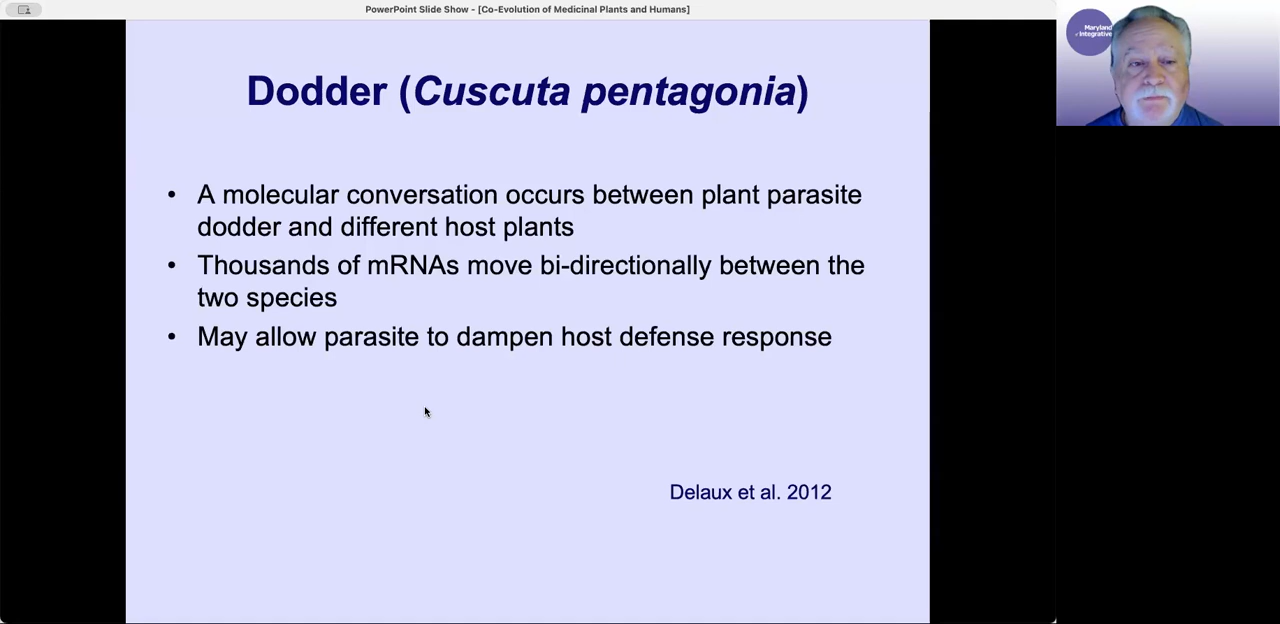 PowerPoint Slide Show - [Co-Evolution of Medicinal Plants and Humans]
Maryland
Integrative
Dodder (Cuscuta pentagonia)
• A molecular conversation occurs between plant parasite
dodder and different host plants
• Thousands of mRNAs move bi-directionally between the
two species
• May allow parasite to dampen host defense response
Delaux et al. 2012